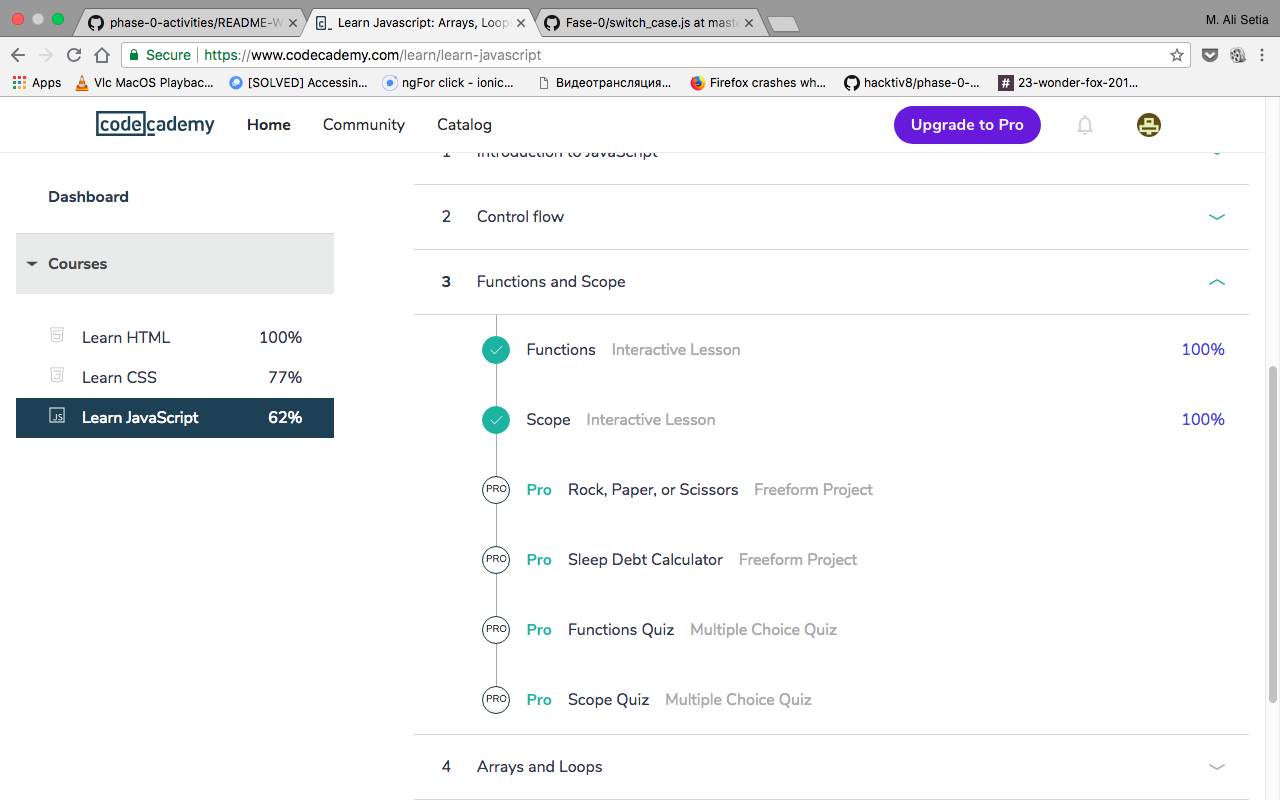 phase-0-activities/README-W
Learn Javascript: Arrays, Loop
Fase-0/switch_case.js at maste
M. Ali Setia
Secure https://www.codecademy.com/learn/learn-javascript
Apps Vlc MacOS Playbac... [SOLVED] Accessin... ngFor click - ionic... Видеотрансляция... Firefox crashes wh... hacktiv8/phase-0-... 23-wonder-fox-201...
codecademy Home Community Catalog Upgrade to Pro
Dashboard
Courses
Learn HTML 100%
Learn CSS 77%
JS Learn JavaScript 62%
1 Introduction to JavaScript
2 Control flow
3 Functions and Scope
Functions Interactive Lesson 100%
Scope Interactive Lesson 100%
PRO Pro Rock, Paper, or Scissors Freeform Project
PRO Pro Sleep Debt Calculator Freeform Project
PRO Pro Functions Quiz Multiple Choice Quiz
PRO Pro Scope Quiz Multiple Choice Quiz
4 Arrays and Loops